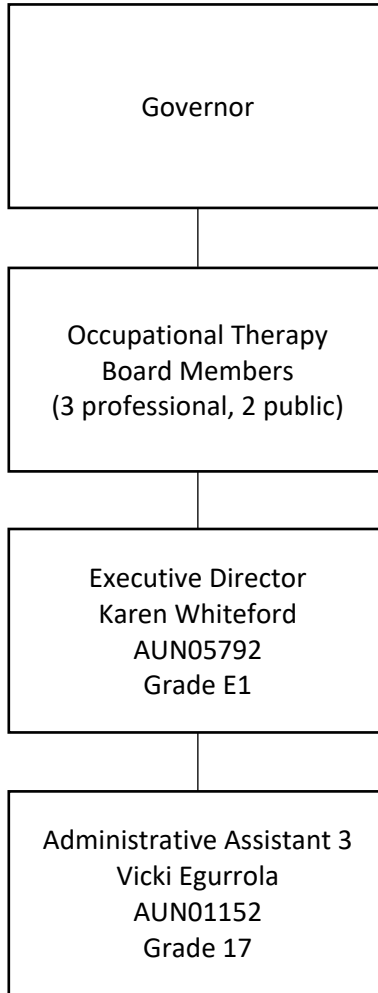 Governor
Occupational Therapy
Board Members
(3 professional, 2 public)
Executive Director
Karen Whiteford
AUN05792
Grade E1
Administrative Assistant 3
Vicki Egurrola
AUN01152
Grade 17